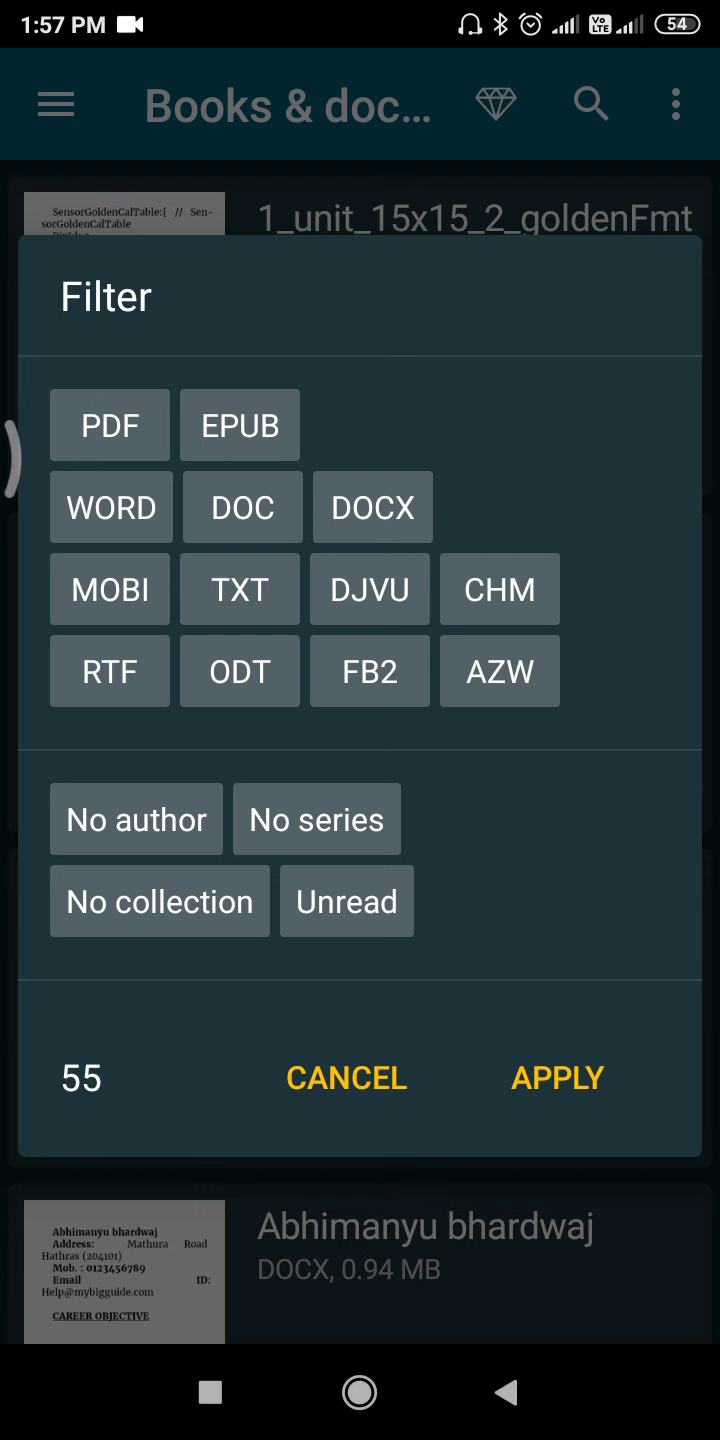 1:57 PM
Vo LTE
54
Books & doc...
SensorGoldenCalTable:[ // Sen-
sorGoldenCalTable
1_unit_15x15_2_goldenFmt
Filter
PDF EPUB
WORD DOC DOCX
MOBI TXT DJVU CHM
RTF ODT FB2 AZW
No author No series
No collection Unread
55 CANCEL APPLY
Abhimanyu bhardwaj
Address: Mathura Road
Hathras (204101)
Mob. : 0123456789
Email ID:
Help@mybigguide.com
CAREER OBJECTIVE
Abhimanyu bhardwaj
DOCX, 0.94 MB